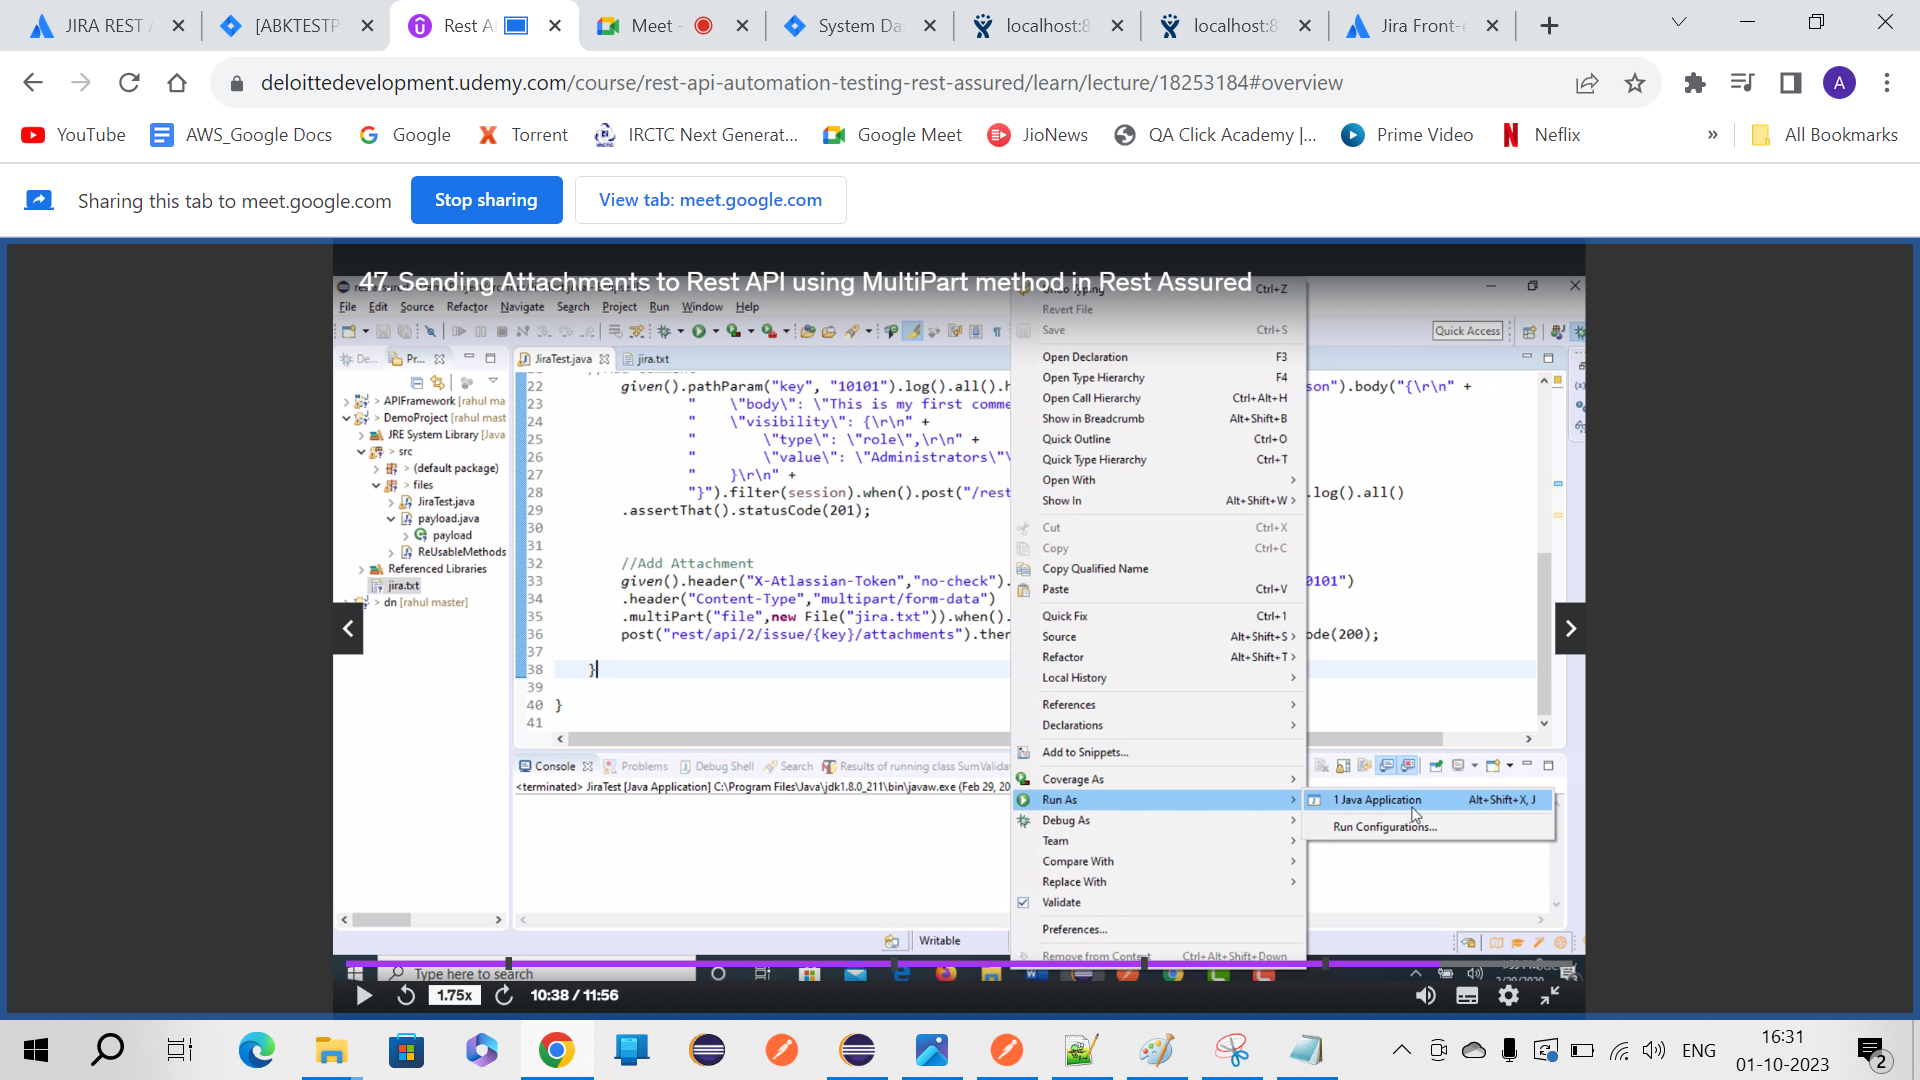 JIRA REST A
[ABKTESTP
Rest A
Meet -
System Da
localhost:8
localhost:8
Jira Front-e
deloittedevelopment.udemy.com/course/rest-api-automation-testing-rest-assured/learn/lecture/18253184#overview
A
YouTube
AWS_Google Docs
Google
Torrent
IRCTC Next Generat...
Google Meet
JioNews
QA Click Academy |...
Prime Video
Neflix
»
All Bookmarks
Sharing this tab to meet.google.com
Stop sharing
View tab: meet.google.com
47. Sending Attachments to Rest API using MultiPart method in Rest Assured
File Edit Source Refactor Navigate Search Project Run Window Help
Quick Access
De...
Pr...
APIFramework [rahul ma
> DemoProject [rahul mast
JRE System Library [Java
> src
> (default package)
> files
JiraTest.java
payload.java
payload
ReUsableMethods
Referenced Libraries
jira.txt
> dn [rahul master]
JiraTest.java
jira.txt
22 given().pathParam("key", "10101").log().all().h
son").body("{\r\n" +
23 " \"body\": \"This is my first comme
24 " \"visibility\": {\r\n" +
25 " \"type\": \"role\",\r\n" +
26 " \"value\": \"Administrators\"\
27 " }\r\n" +
28 "}").filter(session).when().post("/rest
.log().all()
29 .assertThat().statusCode(201);
30
31
32 //Add Attachment
33 given().header("X-Atlassian-Token","no-check").
0101")
34 .header("Content-Type","multipart/form-data")
35 .multiPart("file",new File("jira.txt")).when().
36 post("rest/api/2/issue/{key}/attachments").ther
ode(200);
37
38 }
39
40 }
41
Undo Typing Ctrl+Z
Revert File
Save Ctrl+S
Open Declaration F3
Open Type Hierarchy F4
Open Call Hierarchy Ctrl+Alt+H
Show in Breadcrumb Alt+Shift+B
Quick Outline Ctrl+O
Quick Type Hierarchy Ctrl+T
Open With
Show In Alt+Shift+W
Cut Ctrl+X
Copy Ctrl+C
Copy Qualified Name
Paste Ctrl+V
Quick Fix Ctrl+1
Source Alt+Shift+S
Refactor Alt+Shift+T
Local History
References
Declarations
Add to Snippets...
Coverage As
Run As
Debug As
Team
Compare With
Replace With
Validate
Preferences...
Remove from Context Ctrl+Alt+Shift+Down
1 Java Application Alt+Shift+X, J
Run Configurations...
Console
Problems
Debug Shell
Search
Results of running class SumValida
<terminated> JiraTest [Java Application] C:\Program Files\Java\jdk1.8.0_211\bin\javaw.exe (Feb 29, 20
Writable
Type here to search
1.75x
10:38 / 11:56
ENG
16:31
01-10-2023
2